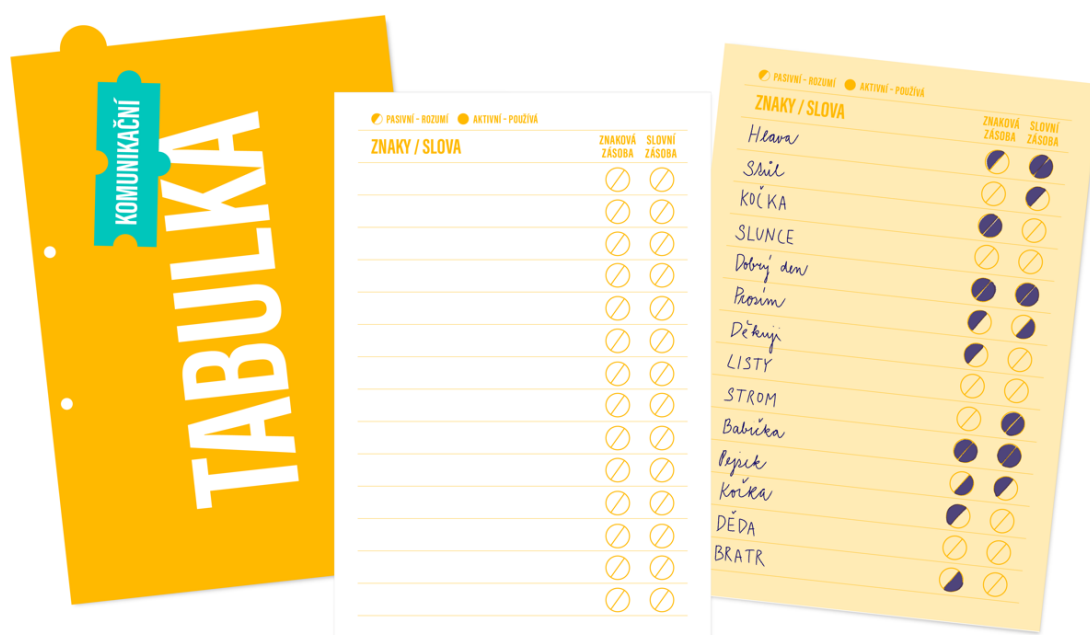 KOMUNIKAČNÍ
TABULKA
PASIVNÍ - ROZUMÍ AKTIVNÍ - POUŽÍVÁ
ZNAKY / SLOVA
ZNAKOVÁ ZÁSOBA
SLOVNÍ ZÁSOBA
PASIVNÍ - ROZUMÍ AKTIVNÍ - POUŽÍVÁ
ZNAKY / SLOVA
ZNAKOVÁ ZÁSOBA
SLOVNÍ ZÁSOBA
Hlava
Stůl
KOČKA
SLUNCE
Dobrý den
Prosím
Děkuji
LISTY
STROM
Babička
Pejsek
Kočka
DĚDA
BRATR